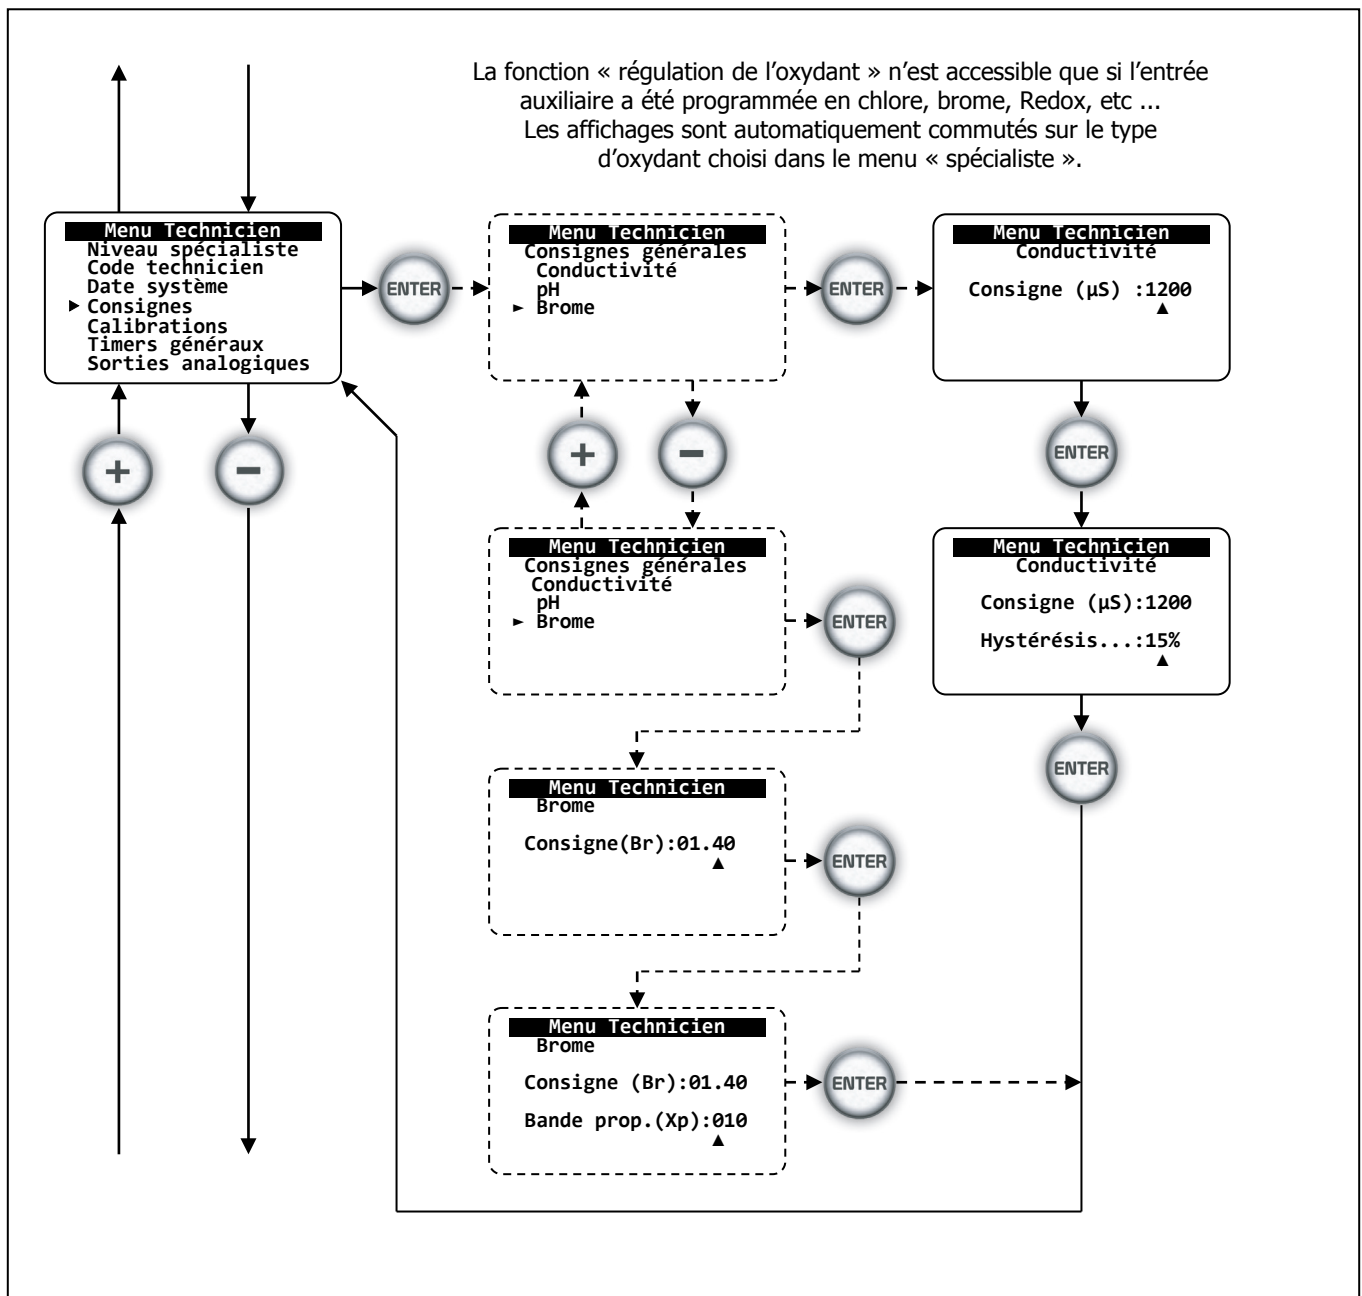 La fonction « régulation de l’oxydant » n’est accessible que si l’entrée
auxiliaire a été programmée en chlore, brome, Redox, etc ...
Les affichages sont automatiquement commutés sur le type
d’oxydant choisi dans le menu « spécialiste ».
Menu Technicien
Niveau spécialiste
Code technicien
Date système
► Consignes
Calibrations
Timers généraux
Sorties analogiques
ENTER
Menu Technicien
Consignes générales
Conductivité
pH
► Brome
ENTER
Menu Technicien
Conductivité
Consigne (µS) :1200
▲
+
-
+
-
ENTER
Menu Technicien
Consignes générales
Conductivité
pH
► Brome
ENTER
Menu Technicien
Conductivité
Consigne (µS):1200
Hystérésis...:15%
▲
ENTER
Menu Technicien
Brome
Consigne(Br):01.40
▲
ENTER
Menu Technicien
Brome
Consigne (Br):01.40
Bande prop.(Xp):010
▲
ENTER